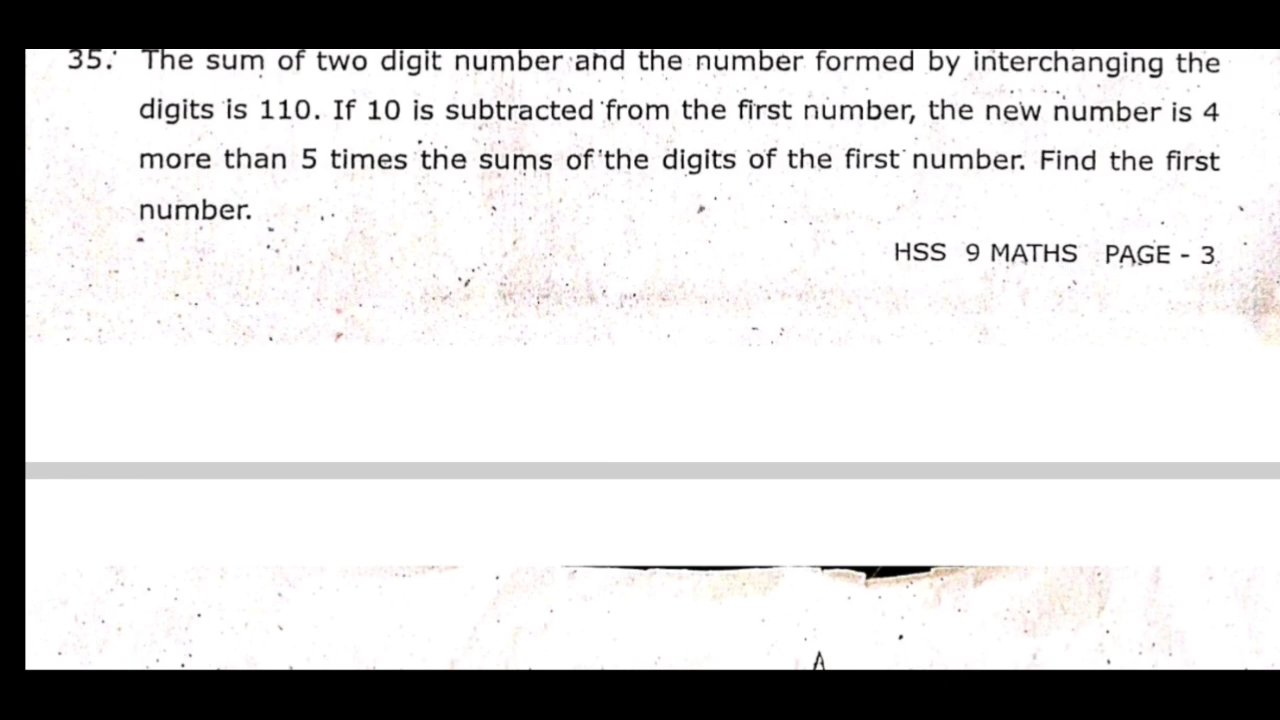 35. The sum of two digit number and the number formed by interchanging the
digits is 110. If 10 is subtracted from the first number, the new number is 4
more than 5 times the sums of the digits of the first number. Find the first
number.
HSS 9 MATHS PAGE - 3